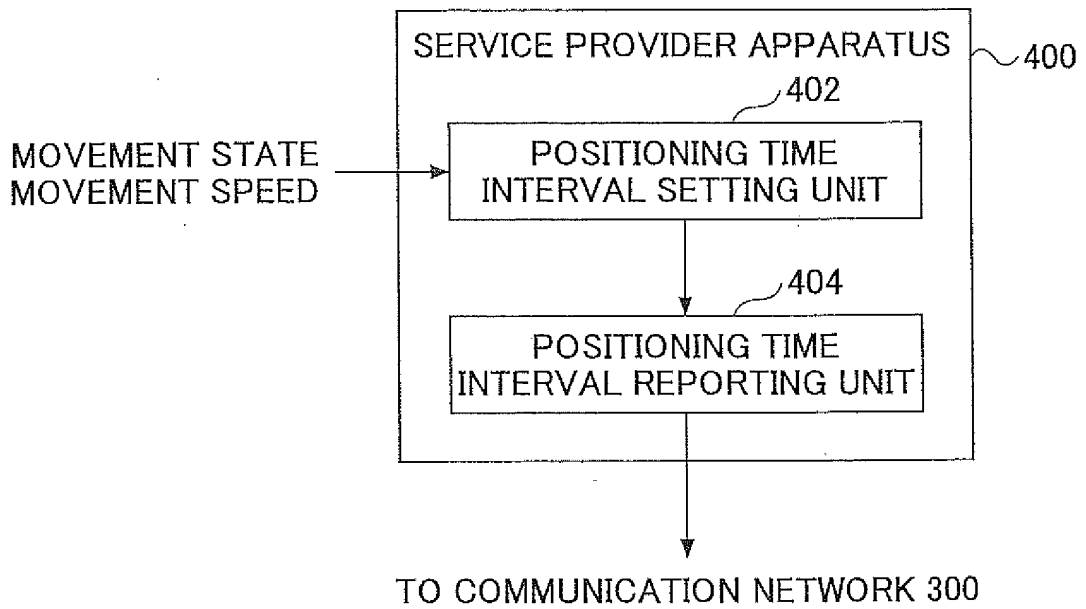 SERVICE PROVIDER APPARATUS
400
402
MOVEMENT STATE
MOVEMENT SPEED
POSITIONING TIME
INTERVAL SETTING UNIT
404
POSITIONING TIME
INTERVAL REPORTING UNIT
TO COMMUNICATION NETWORK 300